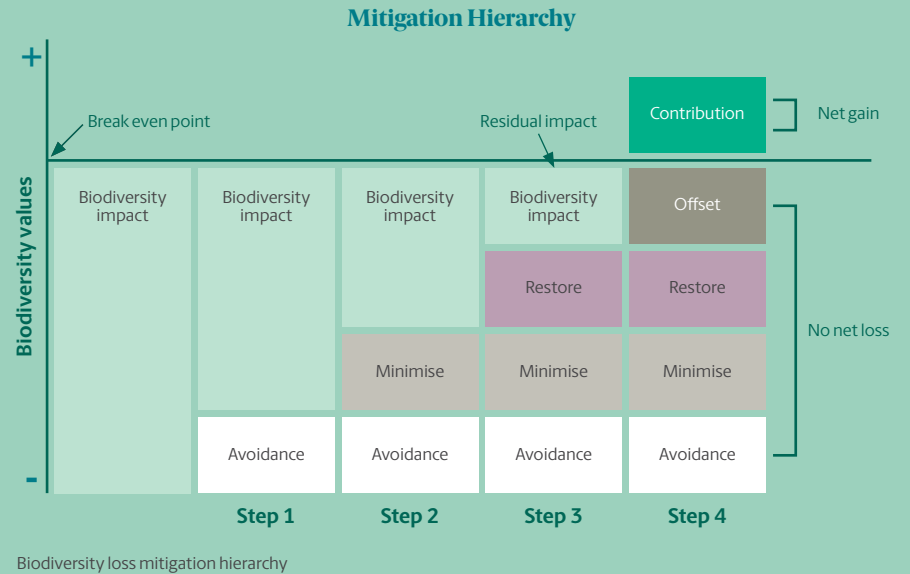 Mitigation Hierarchy
+
Break even point
Residual impact
Contribution
Net gain
Biodiversity values
Biodiversity
impact
Biodiversity
impact
Biodiversity
impact
Biodiversity
impact
Offset
Restore
Restore
No net loss
Minimise
Minimise
Minimise
Avoidance
Avoidance
Avoidance
Avoidance
-
Step 1
Step 2
Step 3
Step 4
Biodiversity loss mitigation hierarchy